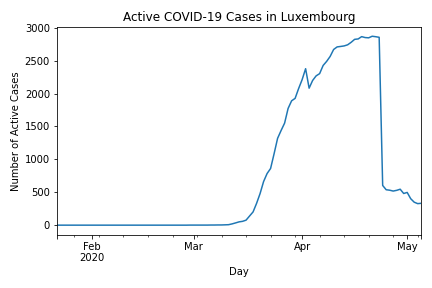 Active COVID-19 Cases in Luxembourg
Number of Active Cases
3000
2500
2000
1500
1000
500
0
Feb
2020
Mar
Apr
May
Day